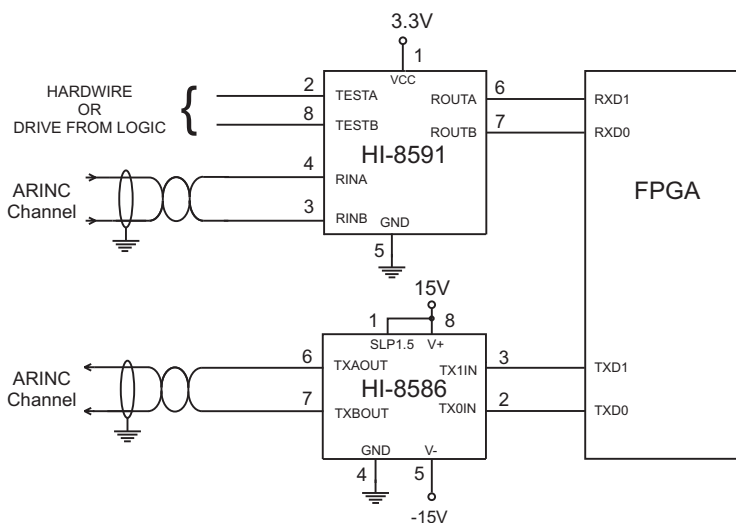 3.3V
1
VCC
HARDWIRE
OR
DRIVE FROM LOGIC
{
2
TESTA
8
TESTB
ROUTA
6
ROUTB
7
RXD1
RXD0
HI-8591
FPGA
ARINC
Channel
4
RINA
3
RINB
GND
5
15V
1
8
SLP1.5
V+
ARINC
Channel
6
TXAOUT
7
TXBOUT
TX1IN
3
TX0IN
2
TXD1
TXD0
HI-8586
GND
V-
4
5
-15V